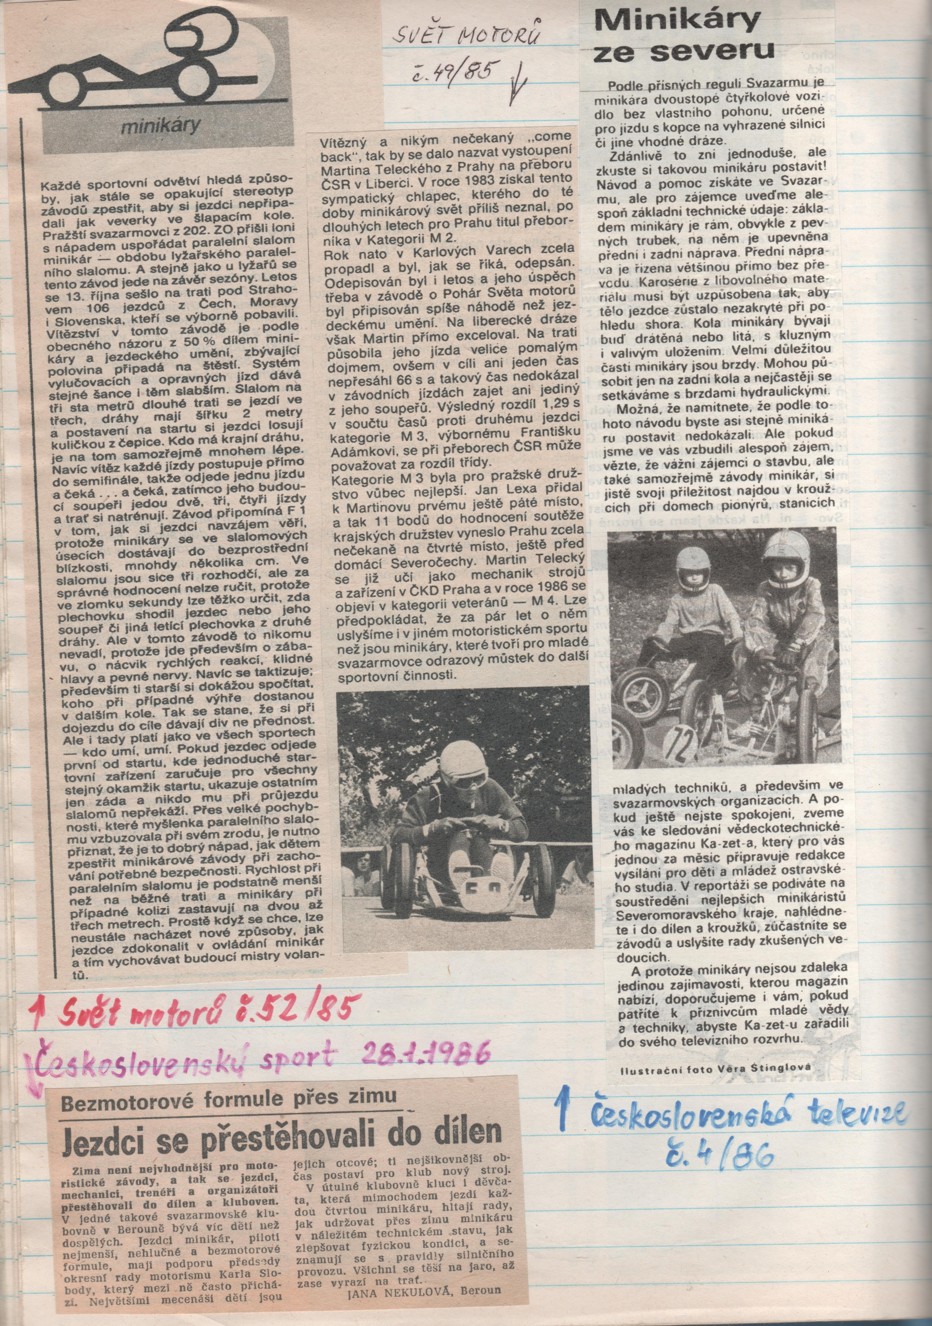 minikáry
Každé sportovní odvětví hledá způso-
by, jak stále se opakující stereotyp
závodů zpestřit, aby si jezdci nepřipa-
dali jak veverky ve šlapacím kole.
Pražští svazarmovci z 202. ZO přišli loni
s nápadem uspořádat paralelní slalom
minikár — obdobu lyžařského paralel-
ního slalomu. A stejně jako u lyžařů se
tento závod jede na závěr sezóny. Letos
se 13. října sešlo na trati pod Straho-
vem 106 jezdců z Čech, Moravy
i Slovenska, kteří se výborně pobavili.
Vítězství v tomto závodě je podle
obecného názoru z 50 % dílem mini-
káry a jezdeckého umění, zbývající
polovina připadá na štěstí. Systém
vylučovacích a opravných jízd dává
stejné šance i těm slabším. Slalom na
tři sta metrů dlouhé trati se jezdí ve
třech, dráhy mají šířku 2 metry
a postavení na startu si jezdci losují
kuličkou z čepice. Kdo má krajní dráhu,
je na tom samozřejmě mnohem lépe.
Navíc vítěz každé jízdy postupuje přímo
do semifinále, takže odjede jednu jízdu
a čeká . . . a čeká, zatímco jeho budou-
cí soupeři jedou dvě, tři, čtyři jízdy
a trať si natrénují. Závod připomíná F 1
v tom, jak si jezdci navzájem věří,
protože minikáry se ve slalomových
úsecích dostávají do bezprostřední
blízkosti, mnohdy několika cm. Ve
slalomu jsou sice tři rozhodčí, ale za
správné hodnocení nelze ručit, protože
ve zlomku sekundy lze těžko určit, zda
plechovku shodil jezdec nebo jeho
soupeř či jiná letící plechovka z druhé
dráhy. Ale v tomto závodě to nikomu
nevadí, protože jde především o zába-
vu, o nácvik rychlých reakcí, klidné
hlavy a pevné nervy. Navíc se taktizuje;
především ti starší si dokážou spočítat,
koho při případné výhře dostanou
v dalším kole. Tak se stane, že si při
dojezdu do cíle dávají div ne přednost.
Ale i tady platí jako ve všech sportech
— kdo umí, umí. Pokud jezdec odjede
první od startu, kde jednoduché star-
tovní zařízení zaručuje pro všechny
stejný okamžik startu, ukazuje ostatním
jen záda a nikdo mu při průjezdu
slalomů nepřekáží. Přes velké pochyb-
nosti, které myšlenka paralelního slalo-
mu vzbuzovala při svém zrodu, je nutno
přiznat, že je to dobrý nápad, jak dětem
zpestřit minikárové závody při zacho-
vání potřebné bezpečnosti. Rychlost při
paralelním slalomu je podstatně menší
než na běžné trati a minikáry při
případné kolizi zastavují na dvou až
třech metrech. Prostě když se chce, lze
neustále nacházet nové způsoby, jak
jezdce zdokonalit v ovládání minikár
a tím vychovávat budoucí mistry volan-
tů.
↑ Svět motorů č.52/85
SVĚT MOTORŮ
č.49/85 ↓
Vítězný a nikým nečekaný „come
back“, tak by se dalo nazvat vystoupení
Martina Teleckého z Prahy na přeboru
ČSR v Liberci. V roce 1983 získal tento
sympatický chlapec, kterého do té
doby minikárový svět příliš neznal, po
dlouhých letech pro Prahu titul přebor-
níka v Kategorii M 2.
Rok nato v Karlových Varech zcela
propadl a byl, jak se říká, odepsán.
Odepisován byl i letos a jeho úspěch
třeba v závodě o Pohár Světa motorů
byl připisován spíše náhodě než jez-
deckému umění. Na liberecké dráze
však Martin přímo exceloval. Na trati
působila jeho jízda velice pomalým
dojmem, ovšem v cíli ani jeden čas
nepřesáhl 66 s a takový čas nedokázal
v závodních jízdách zajet ani jediný
z jeho soupeřů. Výsledný rozdíl 1,29 s
v součtu časů proti druhému jezdci
kategorie M 3, výbornému Františku
Adámkovi, se při přeborech ČSR může
považovat za rozdíl třídy.
Kategorie M 3 byla pro pražské druž-
stvo vůbec nejlepší. Jan Lexa přidal
k Martinovu prvému ještě páté místo,
a tak 11 bodů do hodnocení soutěže
krajských družstev vyneslo Prahu zcela
nečekaně na čtvrté místo, ještě před
domácí Severočechy. Martin Telecký
se již učí jako mechanik strojů
a zařízení v ČKD Praha a v roce 1986 se
objeví v kategorii veteránů — M 4. Lze
předpokládat, že za pár let o něm
uslyšíme i v jiném motoristickém sportu
než jsou minikáry, které tvoří pro mladé
svazarmovce odrazový můstek do další
sportovní činnosti.
Minikáry
ze severu
Podle přísných regulí Svazarmu je
minikára dvoustopé čtyřkolové vozi-
dlo bez vlastního pohonu, určené
pro jízdu s kopce na vyhrazené silnici
či jiné vhodné dráze.
Zdánlivě to zní jednoduše, ale
zkuste si takovou minikáru postavit!
Návod a pomoc získáte ve Svazar-
mu, ale pro zájemce uveďme ale-
spoň základní technické údaje: zákla-
dem minikáry je rám, obvykle z pev-
ných trubek, na něm je upevněna
přední i zadní náprava. Přední nápra-
va je řízena většinou přímo bez pře-
vodu. Karosérie z libovolného mate-
riálu musí být uzpůsobena tak, aby
tělo jezdce zůstalo nezakryté při po-
hledu shora. Kola minikáry bývají
buď drátěná nebo litá, s kluzným
i valivým uložením. Velmi důležitou
částí minikáry jsou brzdy. Mohou pů-
sobit jen na zadní kola a nejčastěji se
setkáváme s brzdami hydraulickými.
Možná, že namítnete, že podle to-
hoto návodu byste asi stejně miniká-
ru postavit nedokázali. Ale pokud
jsme ve vás vzbudili alespoň zájem,
vězte, že vážní zájemci o stavbu, ale
také samozřejmě závody minikár, si
jistě svoji příležitost najdou v krouž-
cích při domech pionýrů, stanicích
72
mladých techniků, a především ve
svazarmovských organizacích. A po-
kud ještě nejste spokojeni, zveme
vás ke sledování vědeckotechnické-
ho magazínu Ka-zet-a, který pro vás
jednou za měsíc připravuje redakce
vysílání pro děti a mládež ostravské-
ho studia. V reportáži se podíváte na
soustředění nejlepších minikáristů
Severomoravského kraje, nahlédne-
te i do dílen a kroužků, zúčastníte se
závodů a uslyšíte rady zkušených ve-
doucích.
A protože minikáry nejsou zdaleka
jedinou zajímavostí, kterou magazín
nabízí, doporučujeme i vám, pokud
patříte k příznivcům mladé vědy
a techniky, abyste Ka-zet-u zařadili
do svého televizního rozvrhu.
Ilustrační foto Věra Štinglová
↑ Československá televize
č.4/86
Československý sport 28.1.1986
Bezmotorové formule přes zimu
Jezdci se přestěhovali do dílen
Zima není nejvhodnější pro moto-
ristické závody, a tak se jezdci,
mechanici, trenéři a organizátoři
přestěhovali do dílen a kluboven.
V jedné takové svazarmovské klu-
bovně v Berouně bývá víc dětí než
dospělých. Jezdci minikár, piloti
nejmenší, nehlučné a bezmotorové
formule, mají podporu předsedy
okresní rady motorismu Karla Slo-
body, který mezi ně často přichá-
zí. Největšími mecenáši dětí jsou
jejich otcové; ti nejšikovnější ob-
čas postaví pro klub nový stroj.
V útulné klubovně kluci i děvča-
ta, která mimochodem jezdí kaž-
dou čtvrtou minikáru, hltají rady,
jak udržovat přes zimu minikáru
v náležitém technickém stavu, jak
zlepšovat fyzickou kondici, a se-
znamují se s pravidly silničního
provozu. Všichni se těší na jaro, až
zase vyrazí na trať.
JANA NEKULOVÁ, Beroun